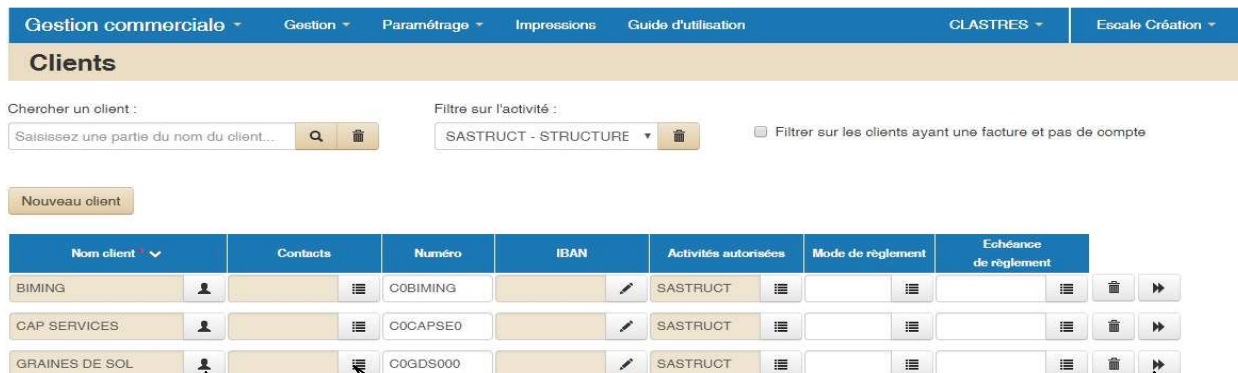 Gestion commerciale Gestion Paramétrage Impressions Guide d'utilisation CLASTRES Escale Création
Clients
Chercher un client : Filtre sur l'activité :
Saisissez une partie du nom du client... SASTRUCT - STRUCTURE Filtrer sur les clients ayant une facture et pas de compte
Nouveau client
Nom client * Contacts Numéro IBAN Activités autorisées Mode de règlement Echéance
de règlement
BIMING C0BIMING SASTRUCT
CAP SERVICES C0CAPSE0 SASTRUCT
GRAINES DE SOL C0GDS000 SASTRUCT